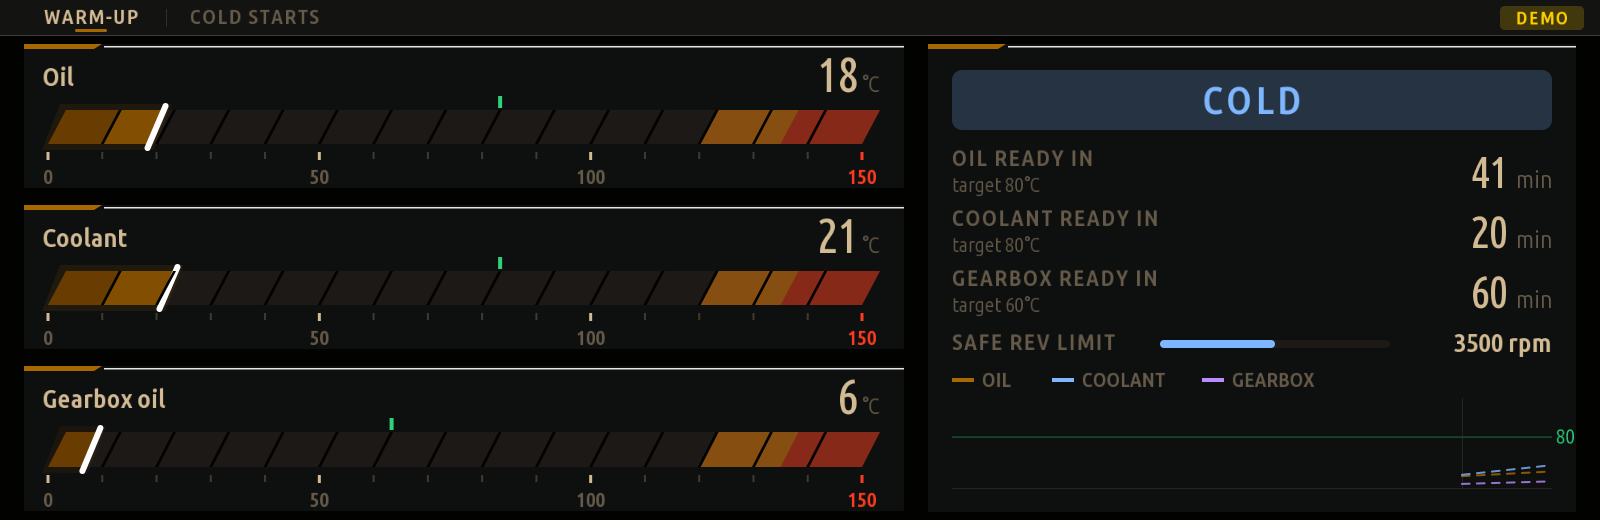 WARM-UP
COLD STARTS
DEMO
Oil
18 °C
0 50 100 150
Coolant
21 °C
0 50 100 150
Gearbox oil
6 °C
0 50 100 150
COLD
OIL READY IN
target 80°C
41 min
COOLANT READY IN
target 80°C
20 min
GEARBOX READY IN
target 60°C
60 min
SAFE REV LIMIT
3500 rpm
OIL COOLANT GEARBOX
80